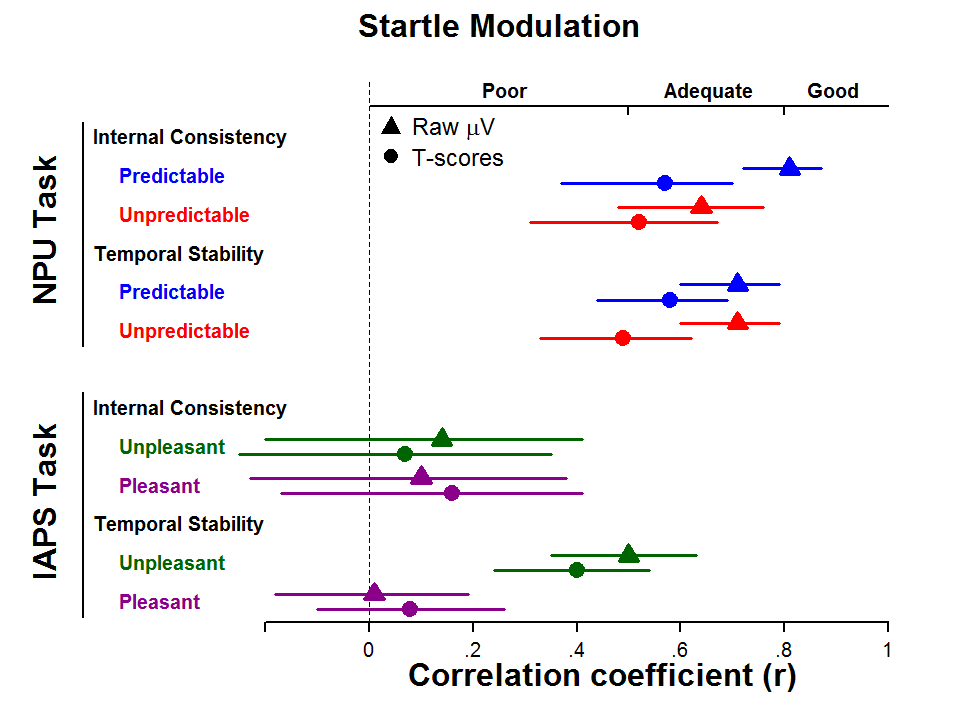 Startle Modulation
Poor Adequate Good
Raw μV
T-scores
NPU Task
Internal Consistency
Predictable
Unpredictable
Temporal Stability
Predictable
Unpredictable
IAPS Task
Internal Consistency
Unpleasant
Pleasant
Temporal Stability
Unpleasant
Pleasant
0 .2 .4 .6 .8 1
Correlation coefficient (r)